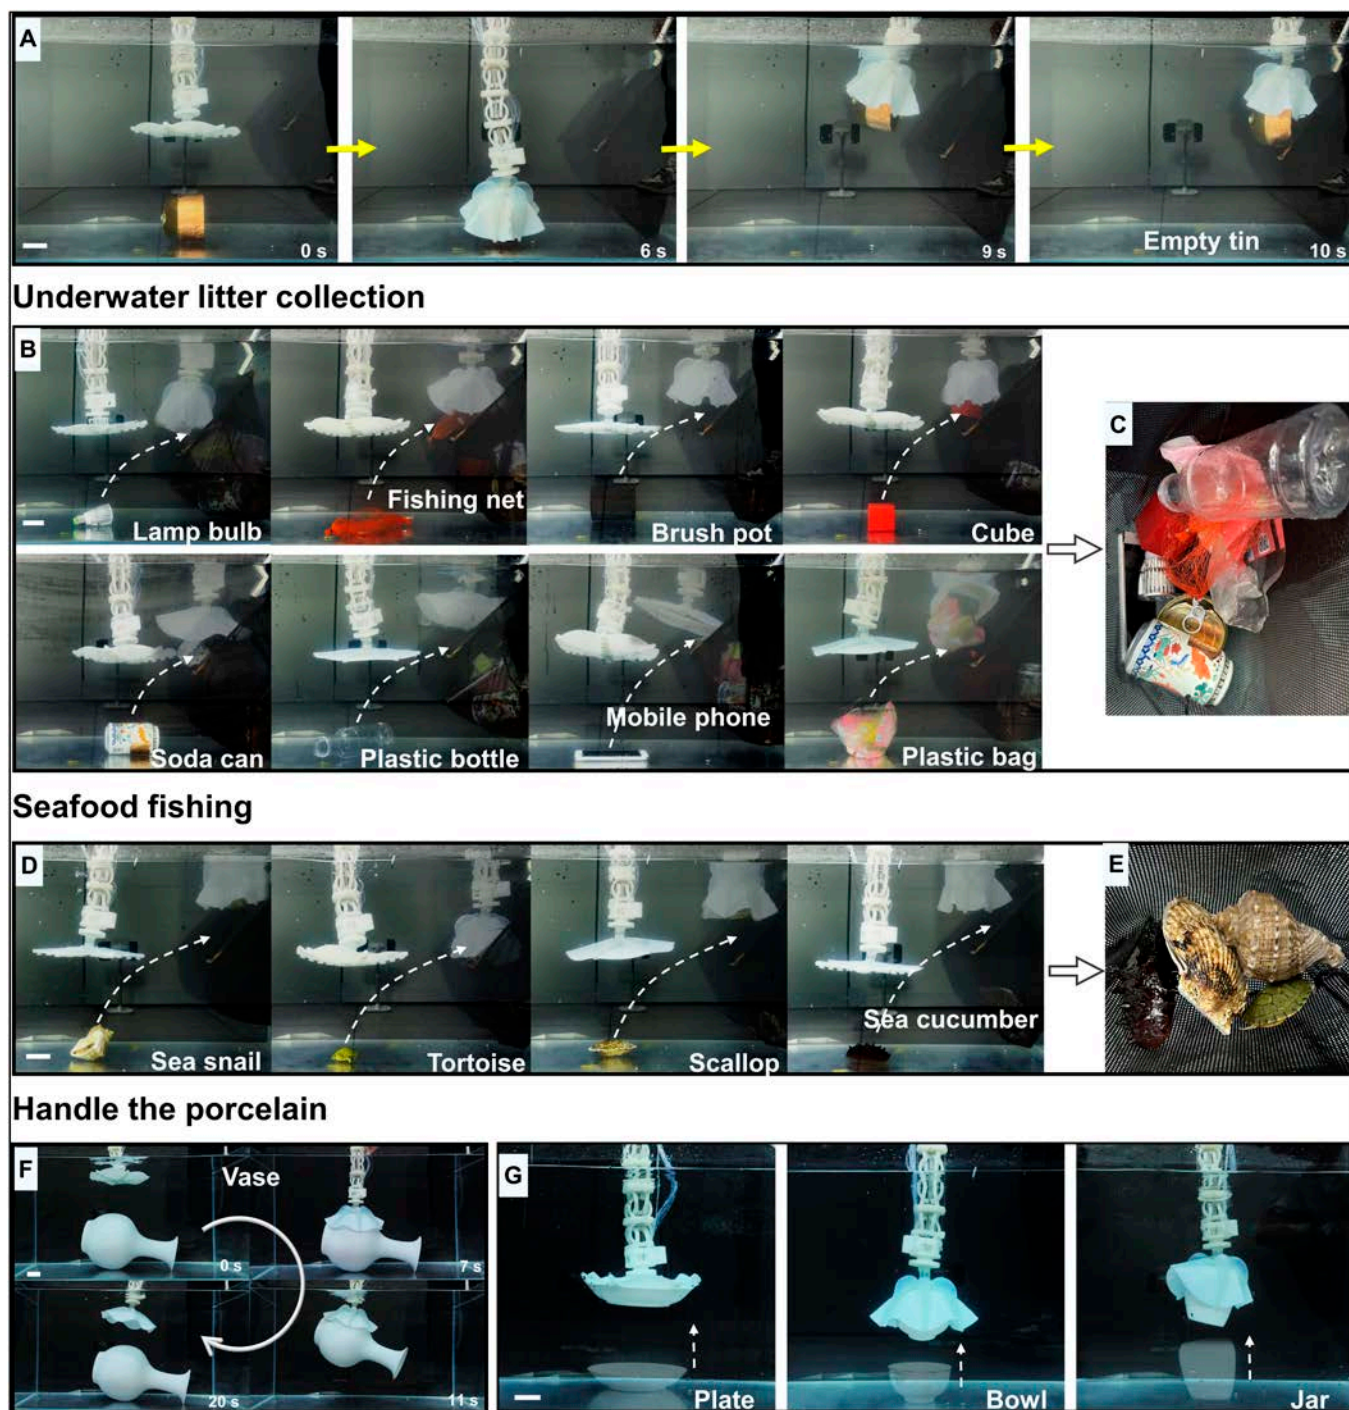 A
0 s
6 s
9 s
Empty tin
10 s
Underwater litter collection
B
Lamp bulb
Fishing net
Brush pot
Cube
C
Soda can
Plastic bottle
Mobile phone
Plastic bag
Seafood fishing
D
Sea snail
Tortoise
Scallop
Sea cucumber
E
Handle the porcelain
F
Vase
0 s
7 s
20 s
11 s
G
Plate
Bowl
Jar